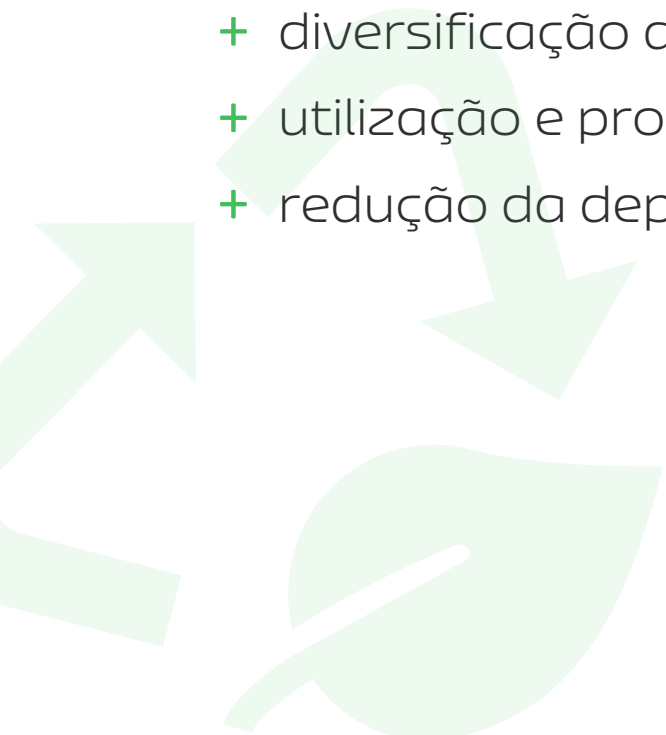 + diversificação
+ utilização e pro
+ redução da dep